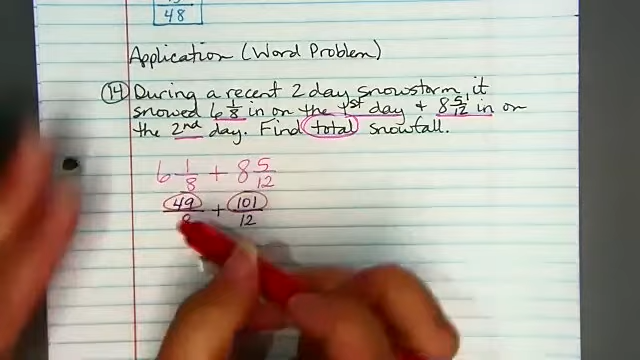 48
Application (Word Problem)
14 During a recent 2 day snowstorm, it
snowed 6 1/8 in on the 1st day + 8 5/12 in on
the 2nd day. Find total snowfall.
6 1/8 + 8 5/12
49/8 + 101/12